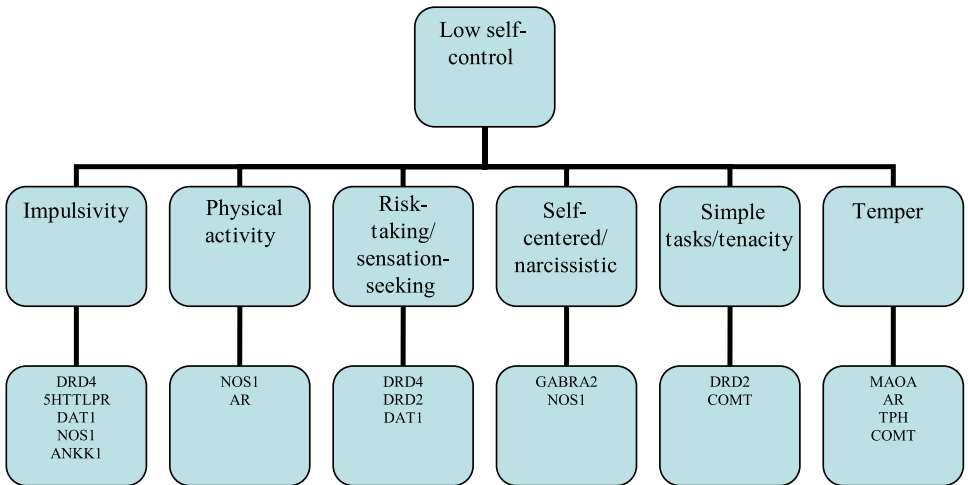 Low self-
control
Impulsivity
Physical
activity
Risk-
taking/
sensation-
seeking
Self-
centered/
narcissistic
Simple
tasks/tenacity
Temper
DRD4
5HTTLPR
DAT1
NOS1
ANKK1
NOS1
AR
DRD4
DRD2
DAT1
GABRA2
NOS1
DRD2
COMT
MAOA
AR
TPH
COMT